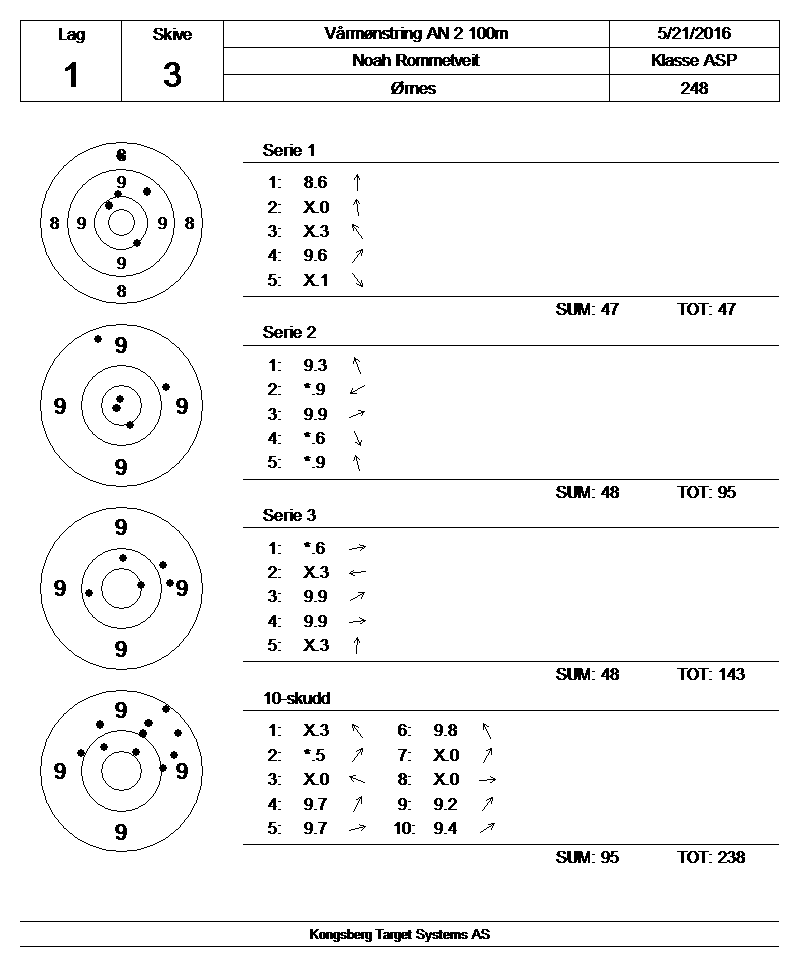 Lag Skive Vårmønstring AN 2 100m 5/21/2016
1 3 Noah Rommetveit Klasse ASP
Ørnes 248
Serie 1
8
9
8 9 9 8
9
8
1: 8.6
2: X.0
3: X.3
4: 9.6
5: X.1
SUM: 47 TOT: 47
Serie 2
9
9 9
9
1: 9.3
2: *.9
3: 9.9
4: *.6
5: *.9
SUM: 48 TOT: 95
Serie 3
9
9 9
9
1: *.6
2: X.3
3: 9.9
4: 9.9
5: X.3
SUM: 48 TOT: 143
10-skudd
9
9 9
9
1: X.3 6: 9.8
2: *.5 7: X.0
3: X.0 8: X.0
4: 9.7 9: 9.2
5: 9.7 10: 9.4
SUM: 95 TOT: 238
Kongsberg Target Systems AS